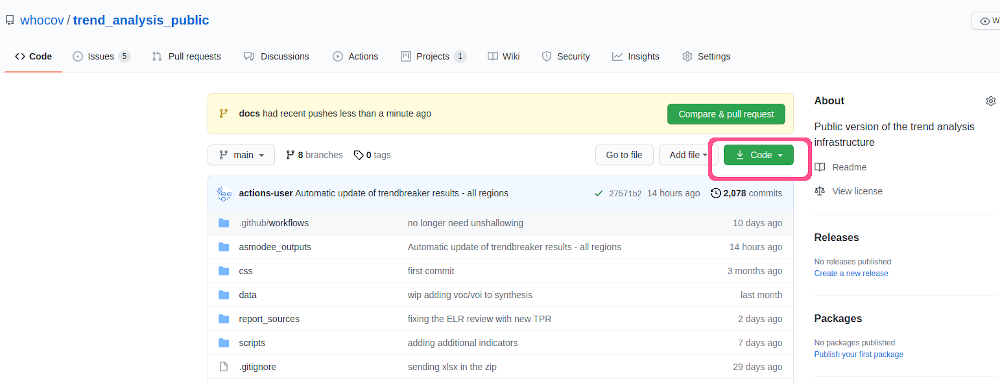 whocov / trend_analysis_public
W
Code Issues 5 Pull requests Discussions Actions Projects 1 Wiki Security Insights Settings
docs had recent pushes less than a minute ago Compare & pull request
main 8 branches 0 tags Go to file Add file Code
actions-user Automatic update of trendbreaker results - all regions 27571b2 14 hours ago 2,078 commits
.github/workflows no longer need unshallowing 10 days ago
asmodee_outputs Automatic update of trendbreaker results - all regions 14 hours ago
css first commit 3 months ago
data wip adding voc/voi to synthesis last month
report_sources fixing the ELR review with new TPR 2 days ago
scripts adding additional indicators 7 days ago
.gitignore sending xlsx in the zip 29 days ago
About
Public version of the trend analysis
infrastructure
Readme
View license
Releases
No releases published
Create a new release
Packages
No packages published
Publish your first package